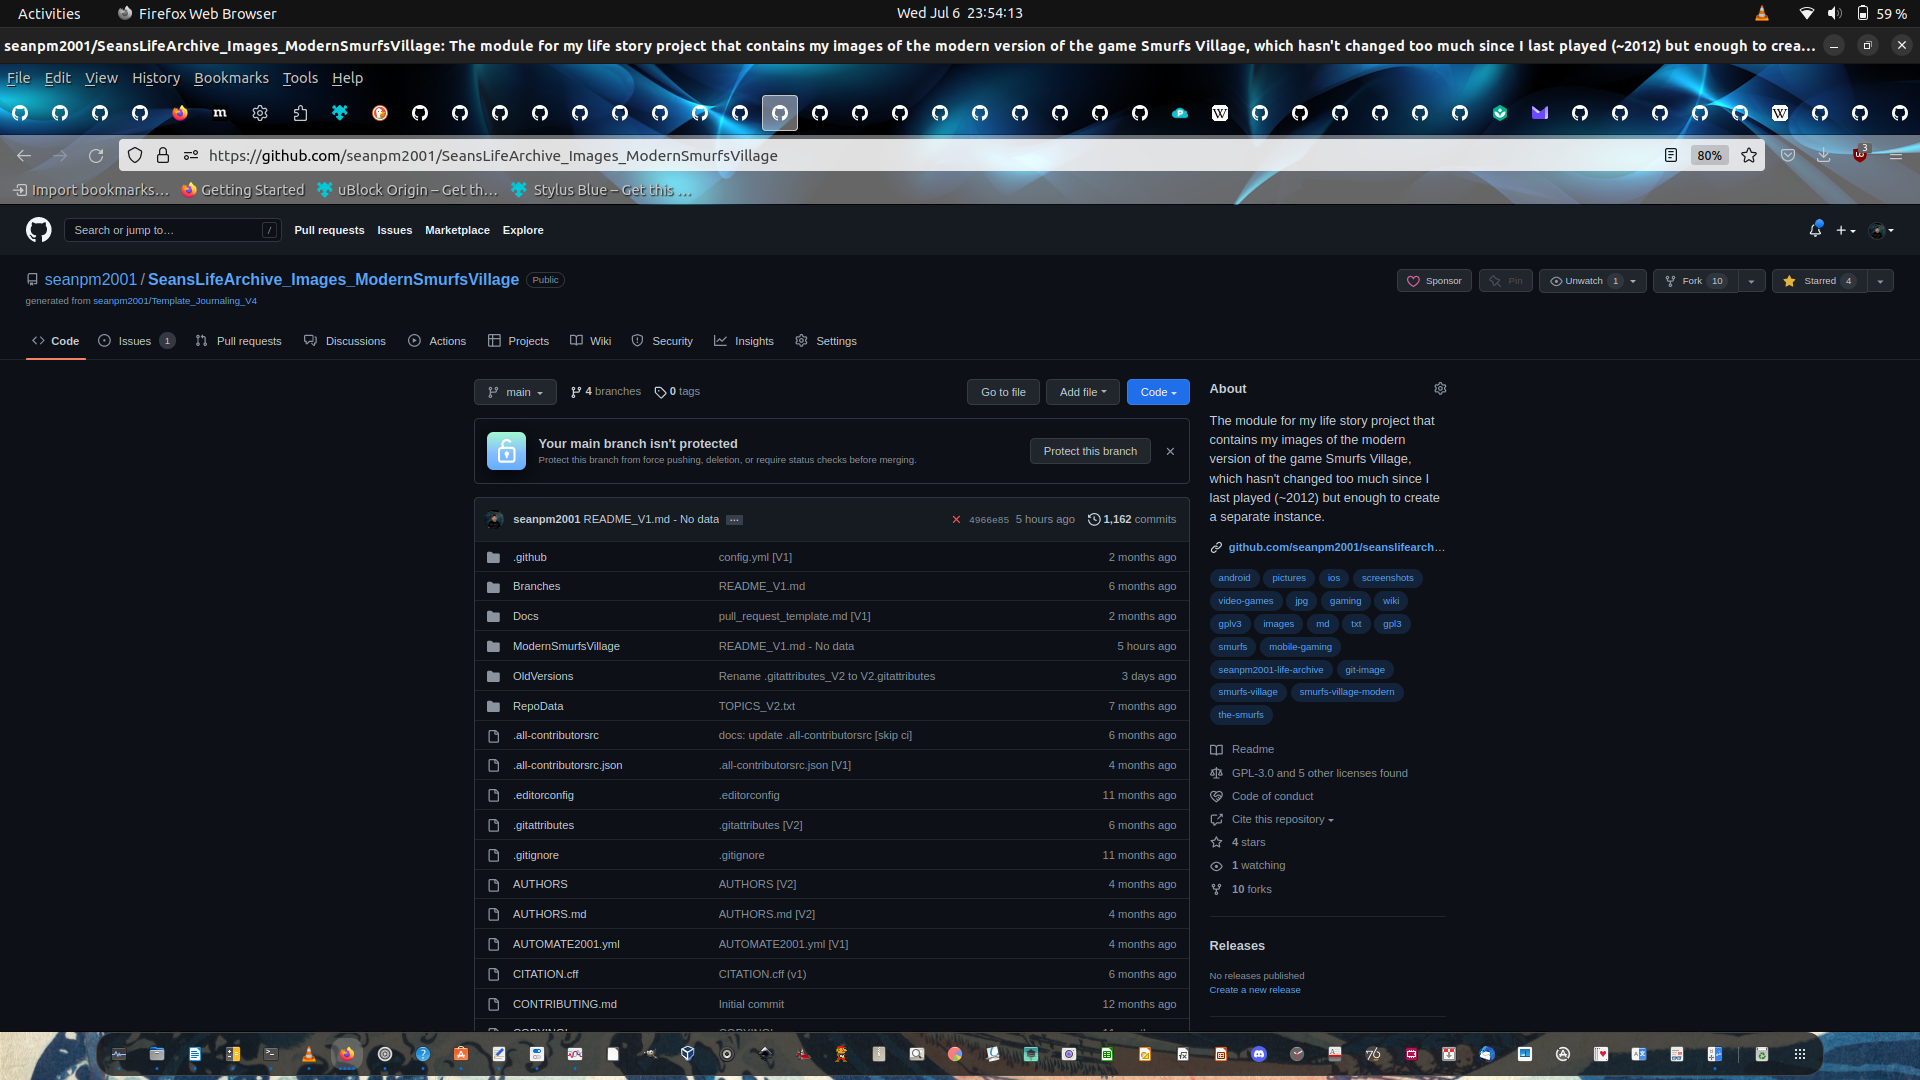 Activities
Firefox Web Browser
Wed Jul 6 23:54:13
59 %
seanpm2001/SeansLifeArchive_Images_ModernSmurfsVillage: The module for my life story project that contains my images of the modern version of the game Smurfs Village, which hasn't changed too much since I last played (~2012) but enough to crea…
File Edit View History Bookmarks Tools Help
https://github.com/seanpm2001/SeansLifeArchive_Images_ModernSmurfsVillage
80%
3
Import bookmarks… Getting Started uBlock Origin – Get th… Stylus Blue – Get this …
Search or jump to… /
Pull requests Issues Marketplace Explore
seanpm2001 / SeansLifeArchive_Images_ModernSmurfsVillage Public
Sponsor Pin Unwatch 1 Fork 10 Starred 4
generated from seanpm2001/Template_Journaling_V4
Code Issues 1 Pull requests Discussions Actions Projects Wiki Security Insights Settings
main 4 branches 0 tags Go to file Add file Code
Your main branch isn't protected
Protect this branch from force pushing, deletion, or require status checks before merging.
Protect this branch
seanpm2001 README_V1.md - No data … 4966e85 5 hours ago 1,162 commits
.github config.yml [V1] 2 months ago
Branches README_V1.md 6 months ago
Docs pull_request_template.md [V1] 2 months ago
ModernSmurfsVillage README_V1.md - No data 5 hours ago
OldVersions Rename .gitattributes_V2 to V2.gitattributes 3 days ago
RepoData TOPICS_V2.txt 7 months ago
.all-contributorsrc docs: update .all-contributorsrc [skip ci] 6 months ago
.all-contributorsrc.json .all-contributorsrc.json [V1] 4 months ago
.editorconfig .editorconfig 11 months ago
.gitattributes .gitattributes [V2] 6 months ago
.gitignore .gitignore 11 months ago
AUTHORS AUTHORS [V2] 4 months ago
AUTHORS.md AUTHORS.md [V2] 4 months ago
AUTOMATE2001.yml AUTOMATE2001.yml [V1] 4 months ago
CITATION.cff CITATION.cff (v1) 6 months ago
CONTRIBUTING.md Initial commit 12 months ago
About
The module for my life story project that
contains my images of the modern
version of the game Smurfs Village,
which hasn't changed too much since I
last played (~2012) but enough to create
a separate instance.
github.com/seanpm2001/seanslifearch…
android pictures ios screenshots
video-games jpg gaming wiki
gplv3 images md txt gpl3
smurfs mobile-gaming
seanpm2001-life-archive git-image
smurfs-village smurfs-village-modern
the-smurfs
Readme
GPL-3.0 and 5 other licenses found
Code of conduct
Cite this repository
4 stars
1 watching
10 forks
Releases
No releases published
Create a new release